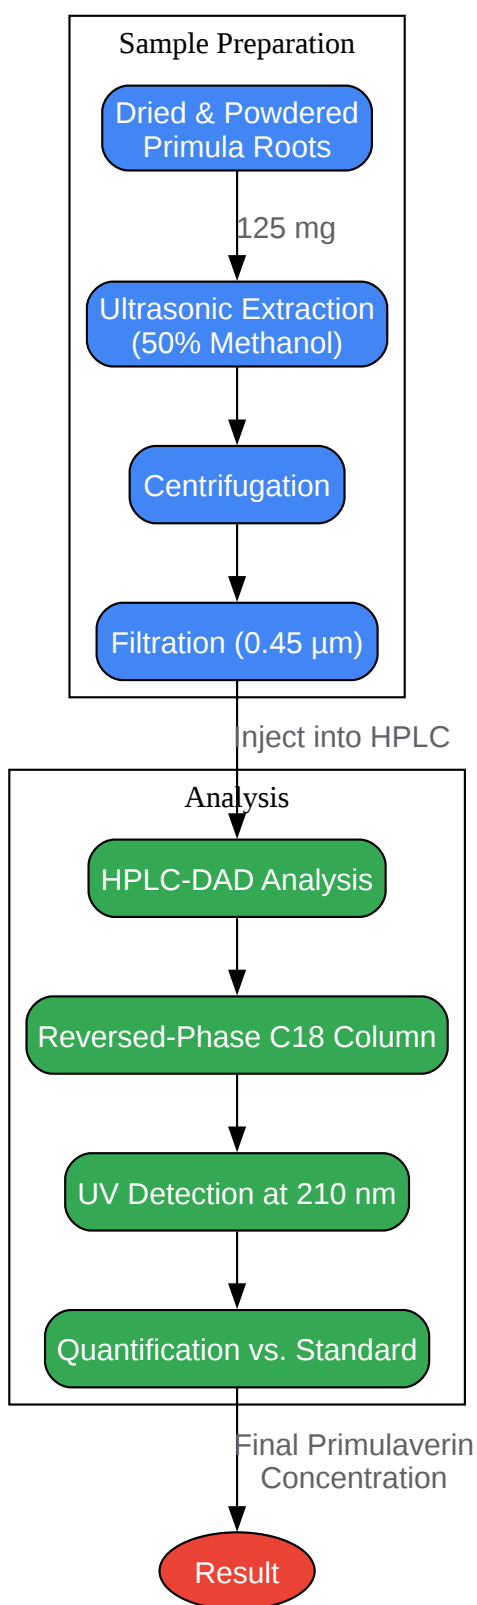 Sample Preparation
Dried & Powdered
Primula Roots
125 mg
Ultrasonic Extraction
(50% Methanol)
Centrifugation
Filtration (0.45 µm)
Inject into HPLC
Analysis
HPLC-DAD Analysis
Reversed-Phase C18 Column
UV Detection at 210 nm
Quantification vs. Standard
Final Primulaverin
Concentration
Result